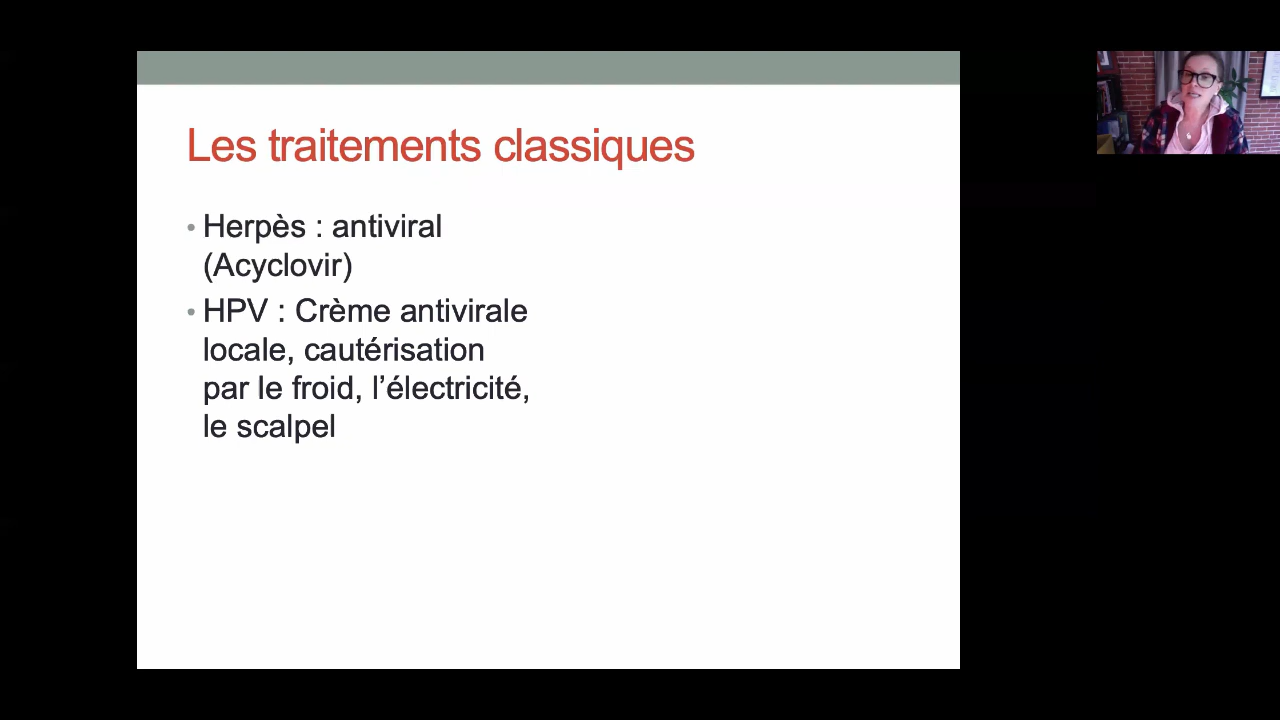 Les traitements classiques
• Herpès : antiviral
(Acyclovir)
• HPV : Crème antivirale
locale, cautérisation
par le froid, l’électricité,
le scalpel